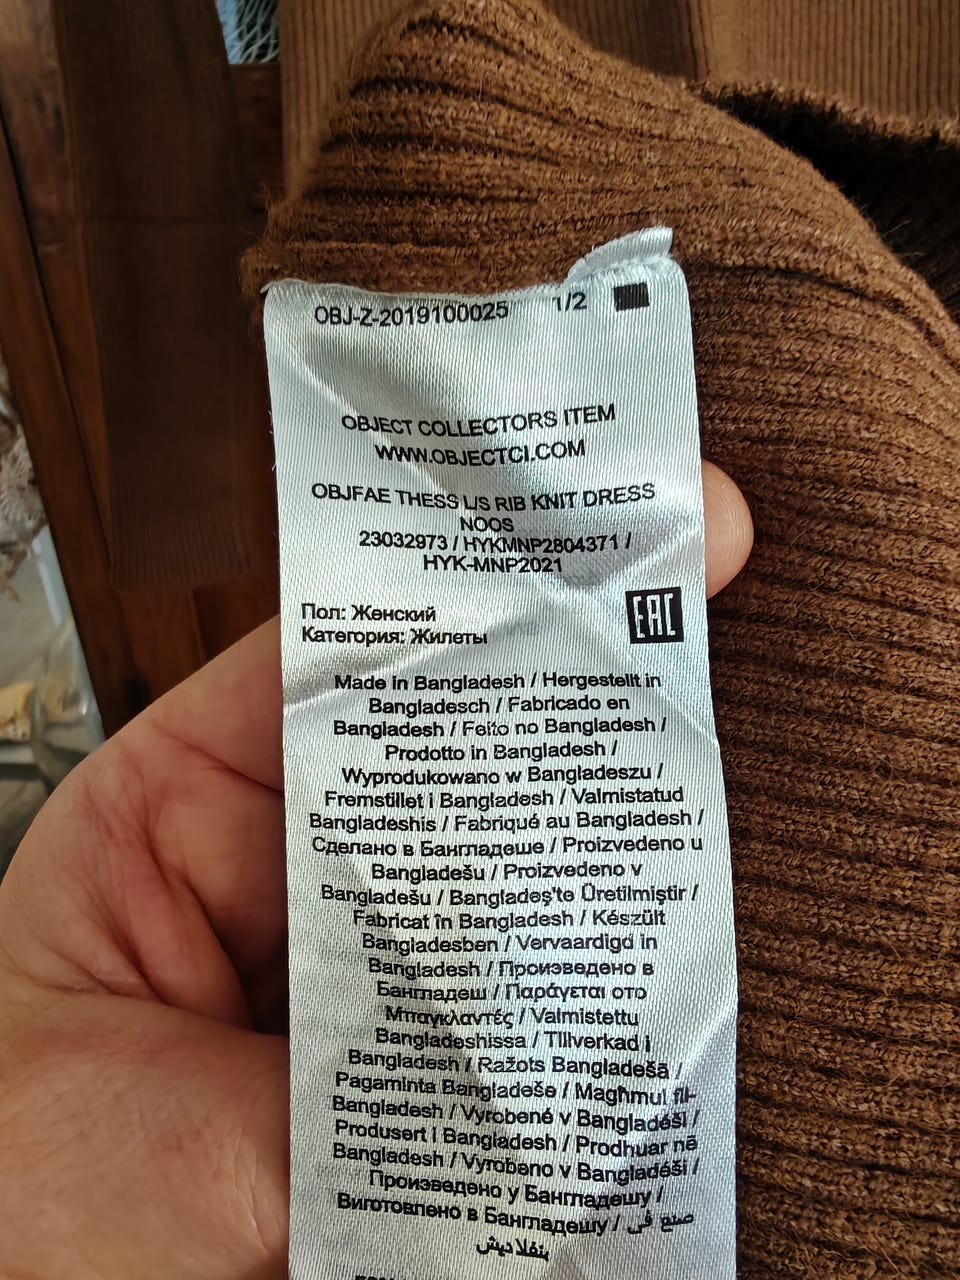 OBJ-Z-2019100025 1/2
OBJECT COLLECTORS ITEM
WWW.OBJECTCI.COM
OBJFAE THESS L/S RIB KNIT DRESS
NOOS
23032973 / HYKMNP2804371 /
HYK-MNP2021
Пол: Женский
Категория: Жилеты
EAC
Made in Bangladesh / Hergestellt in
Bangladesch / Fabricado en
Bangladesh / Feito no Bangladesh /
Prodotto in Bangladesh /
Wyprodukowano w Bangladeszu /
Fremstillet i Bangladesh / Valmistatud
Bangladeshis / Fabriqué au Bangladesh /
Сделано в Бангладеше / Proizvedeno u
Bangladešu / Proizvedeno v
Bangladešu / Bangladeş'te Üretilmiştir /
Fabricat în Bangladesh / Készült
Bangladesben / Vervaardigd in
Bangladesh / Произведено в
Бангладеш / Παράγεται στο
Μπαγκλαντές / Valmistettu
Bangladeshissa / Tillverkad i
Bangladesh / Ražots Bangladešā /
Pagaminta Bangladeše / Magħmul fil-
Bangladesh / Vyrobené v Bangladéši /
Produsert i Bangladesh / Prodhuar në
Bangladesh / Vyrobeno v Bangladéši /
Произведено у Бангладешу /
Виготовлено в Бангладешу / صنع في
بنغلاديش